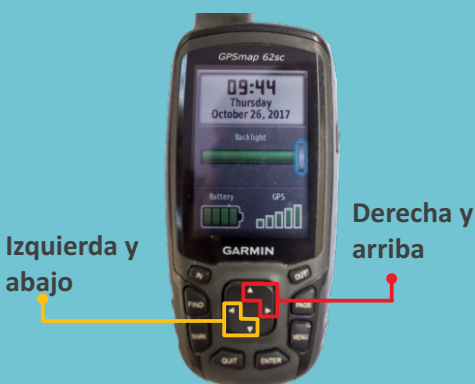 GPSmap 62sc
09:44
Thursday
October 26, 2017
Backlight
Battery GPS
GARMIN
Izquierda y
abajo
Derecha y
arriba
IN OUT
FIND PAGE
MARK MENU
QUIT ENTER